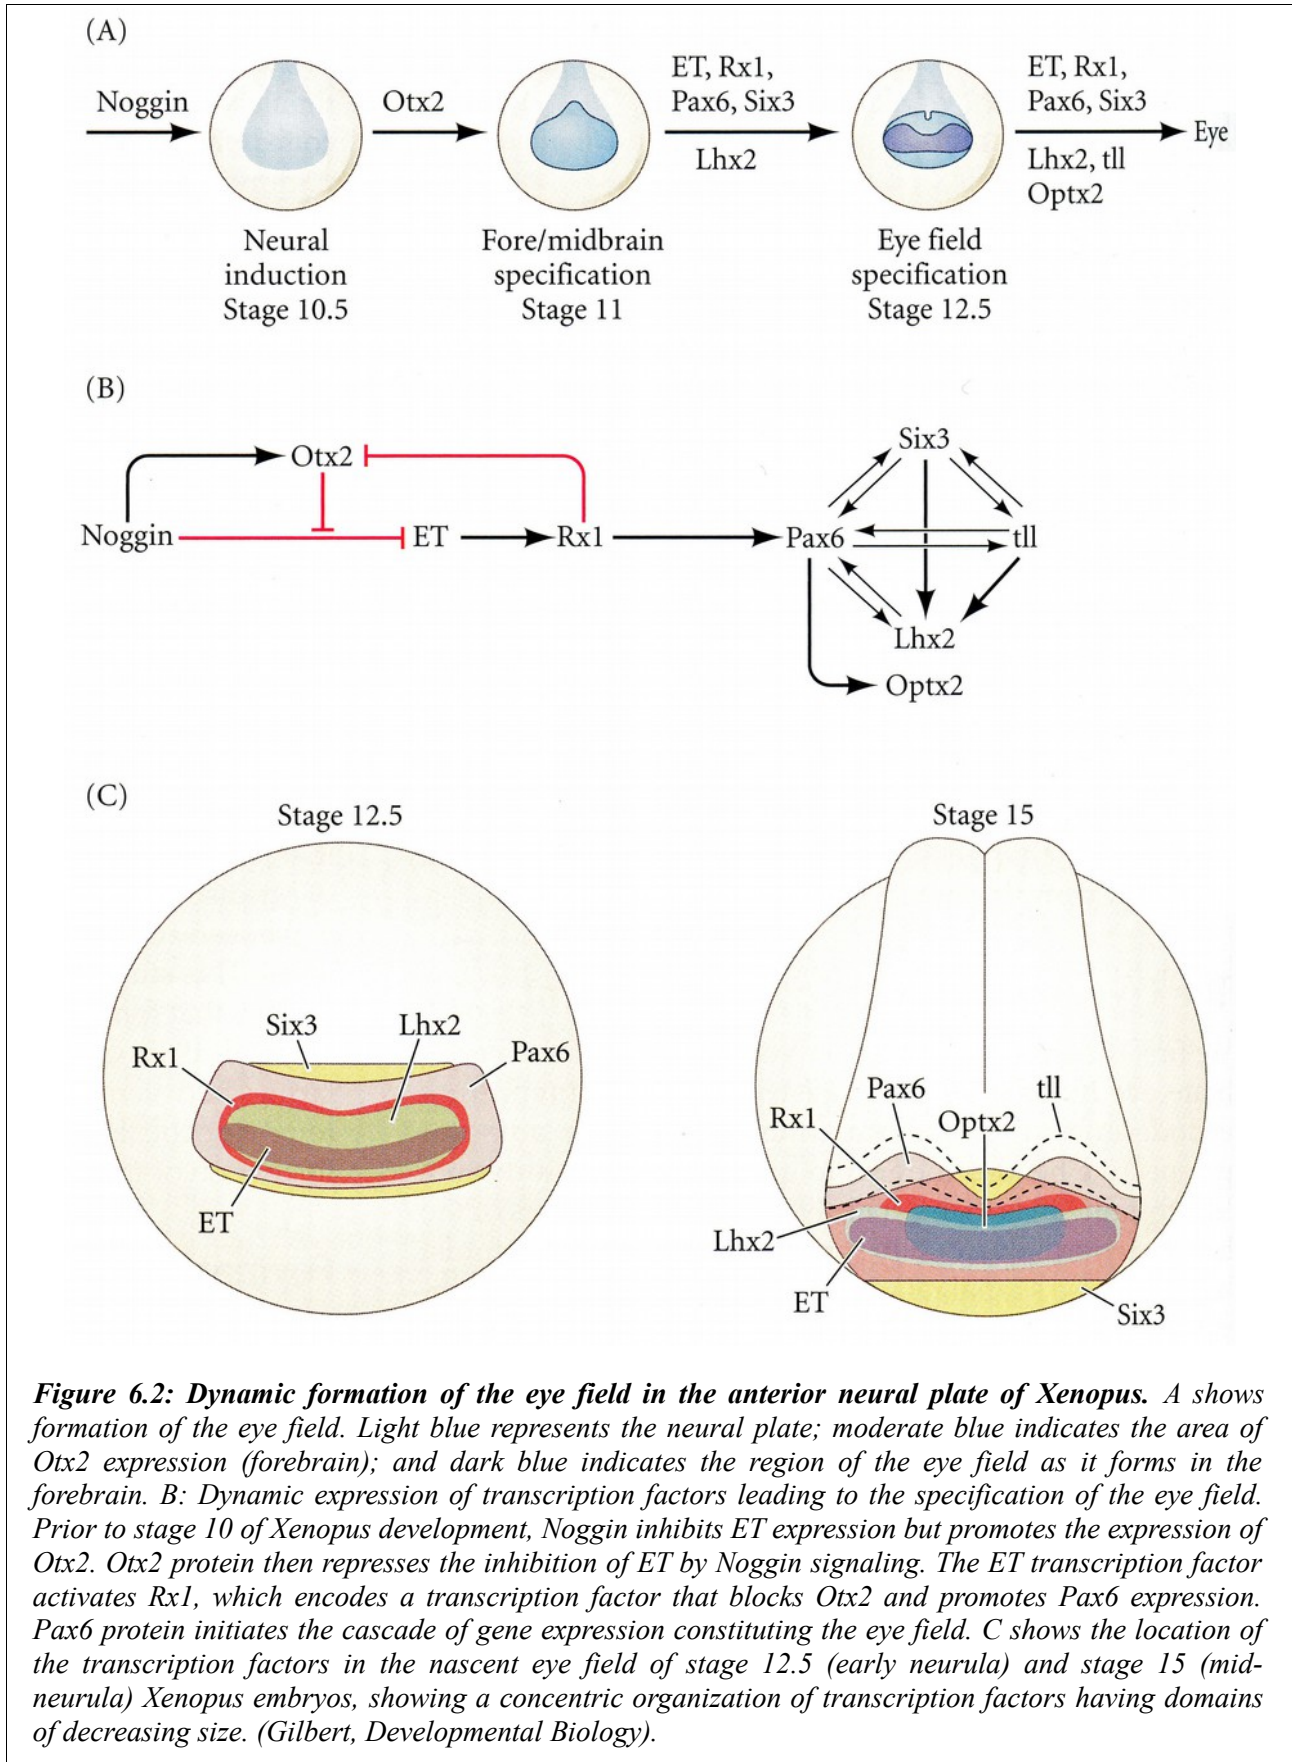 (A)
Noggin
Otx2
ET, Rx1,
Pax6, Six3
Lhx2
ET, Rx1,
Pax6, Six3
Lhx2, tll
Optx2
Eye
Neural
induction
Stage 10.5
Fore/midbrain
specification
Stage 11
Eye field
specification
Stage 12.5
(B)
Six3
Otx2
Noggin
ET
Rx1
Pax6
tll
Lhx2
Optx2
(C)
Stage 12.5
Stage 15
Six3
Lhx2
Rx1
Pax6
ET
Pax6
tll
Rx1
Optx2
Lhx2
ET
Six3
Figure 6.2: Dynamic formation of the eye field in the anterior neural plate of Xenopus. A shows
formation of the eye field. Light blue represents the neural plate; moderate blue indicates the area of
Otx2 expression (forebrain); and dark blue indicates the region of the eye field as it forms in the
forebrain. B: Dynamic expression of transcription factors leading to the specification of the eye field.
Prior to stage 10 of Xenopus development, Noggin inhibits ET expression but promotes the expression of
Otx2. Otx2 protein then represses the inhibition of ET by Noggin signaling. The ET transcription factor
activates Rx1, which encodes a transcription factor that blocks Otx2 and promotes Pax6 expression.
Pax6 protein initiates the cascade of gene expression constituting the eye field. C shows the location of
the transcription factors in the nascent eye field of stage 12.5 (early neurula) and stage 15 (mid-
neurula) Xenopus embryos, showing a concentric organization of transcription factors having domains
of decreasing size. (Gilbert, Developmental Biology).